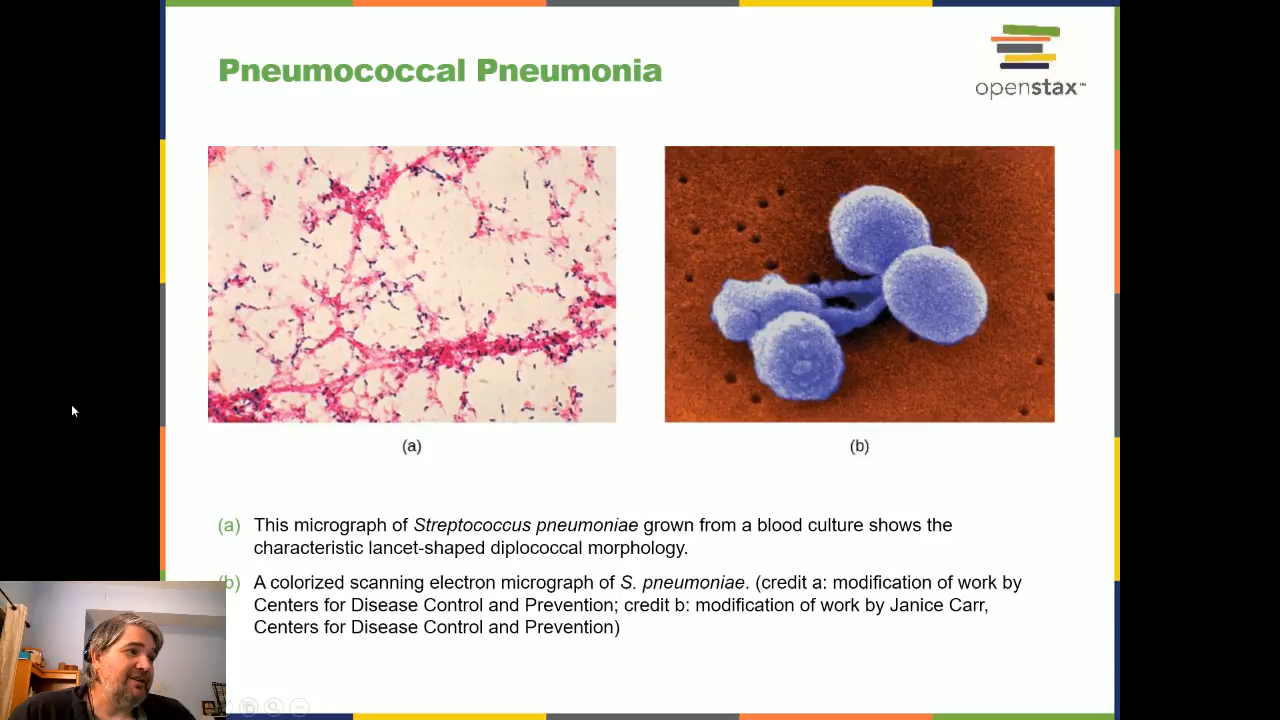 Pneumococcal Pneumonia
openstax™
(a)
(b)
(a) This micrograph of Streptococcus pneumoniae grown from a blood culture shows the
characteristic lancet-shaped diplococcal morphology.
(b) A colorized scanning electron micrograph of S. pneumoniae. (credit a: modification of work by
Centers for Disease Control and Prevention; credit b: modification of work by Janice Carr,
Centers for Disease Control and Prevention)